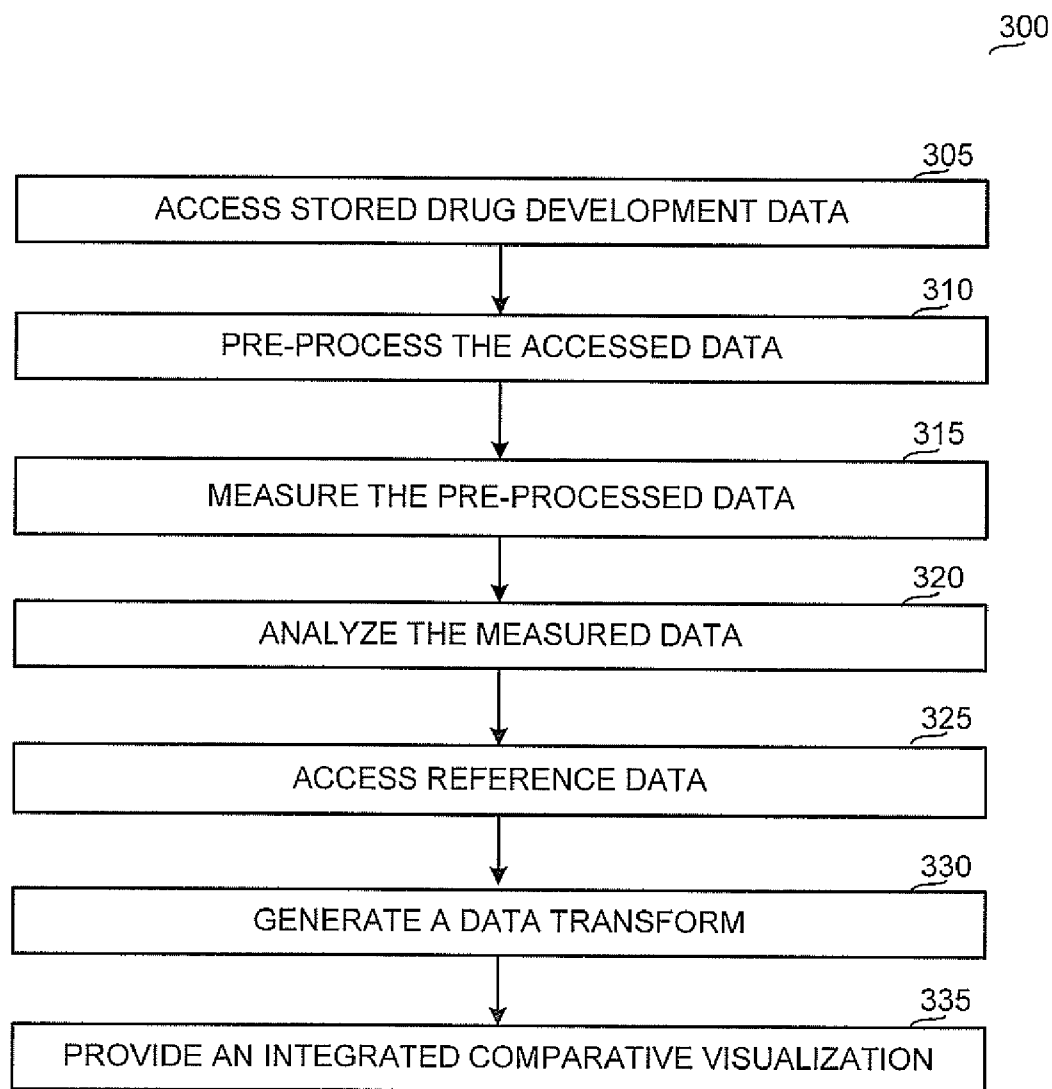 300
305
ACCESS STORED DRUG DEVELOPMENT DATA
310
PRE-PROCESS THE ACCESSED DATA
315
MEASURE THE PRE-PROCESSED DATA
320
ANALYZE THE MEASURED DATA
325
ACCESS REFERENCE DATA
330
GENERATE A DATA TRANSFORM
335
PROVIDE AN INTEGRATED COMPARATIVE VISUALIZATION